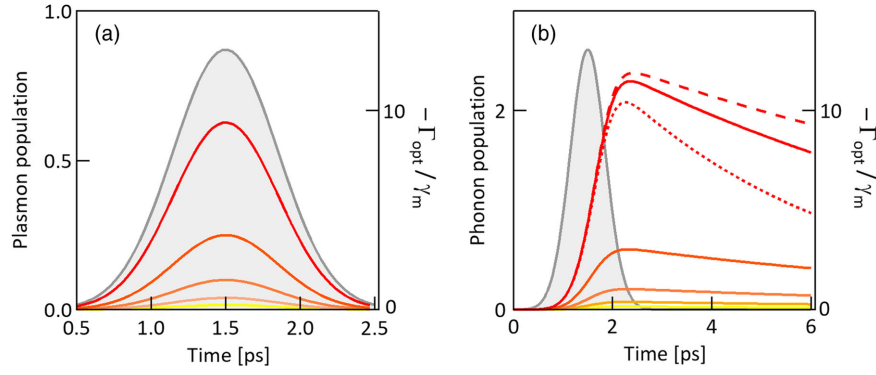 (a)
1.0
0.5
0.0
Plasmon population
0.5
1.0
1.5
2.0
2.5
Time [ps]
10
0
− Γopt / γm
(b)
2
0
Phonon population
0
2
4
6
Time [ps]
10
0
− Γopt / γm